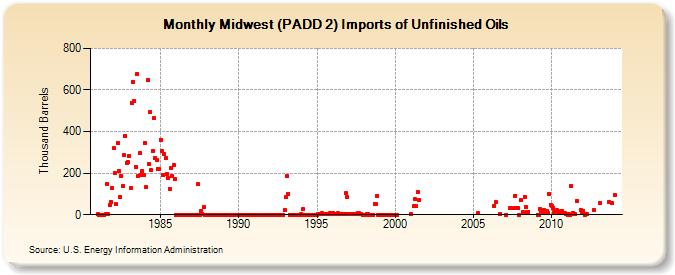 Monthly Midwest (PADD 2) Imports of Unfinished Oils
Thousand Barrels
800
600
400
200
0
1985 1990 1995 2000 2005 2010
Source: U.S. Energy Information Administration